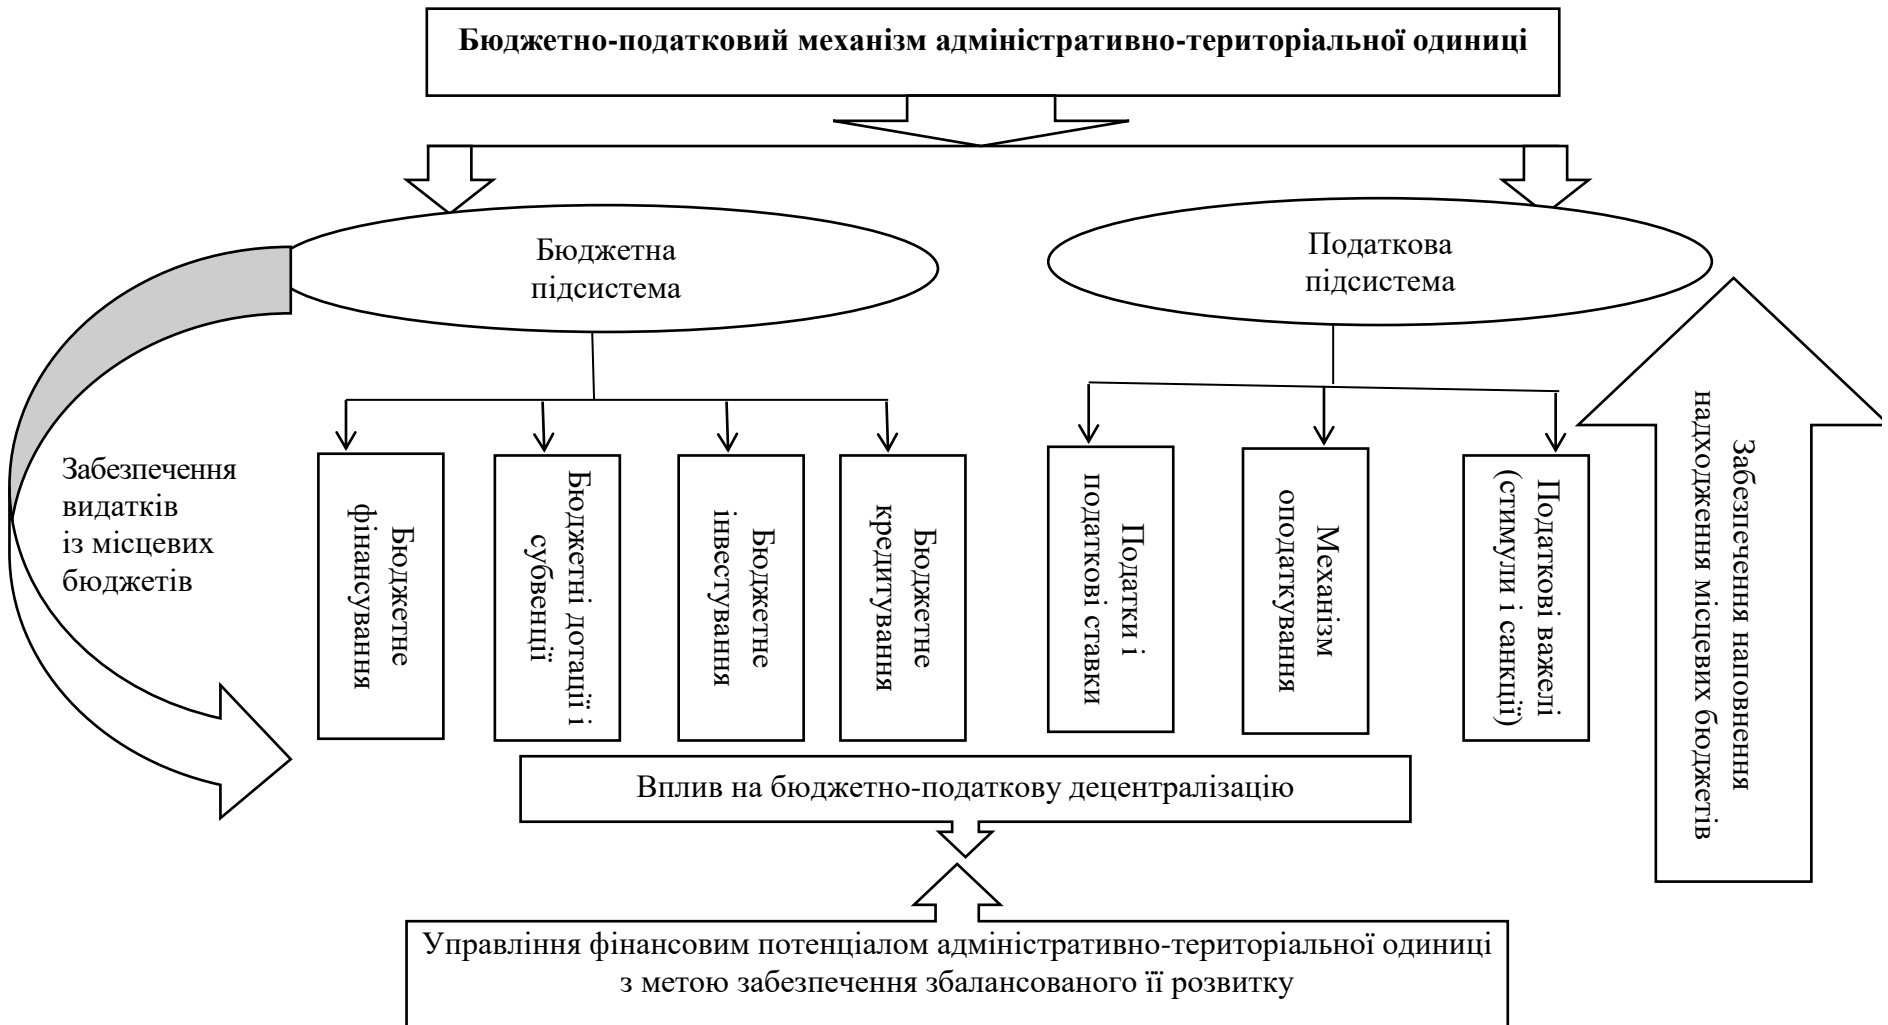 Бюджетно-податковий механізм адміністративно-територіальної одиниці
Бюджетна
підсистема
Податкова
підсистема
Забезпечення
видатків
із місцевих
бюджетів
Бюджетне
фінансування
Бюджетні дотації і
субвенції
Бюджетне
інвестування
Бюджетне
кредитування
Податки і
податкові ставки
Механізм
оподаткування
Податкові важелі
(стимули і санкції)
Забезпечення наповнення
надходження місцевих бюджетів
Вплив на бюджетно-податкову децентралізацію
Управління фінансовим потенціалом адміністративно-територіальної одиниці
з метою забезпечення збалансованого її розвитку